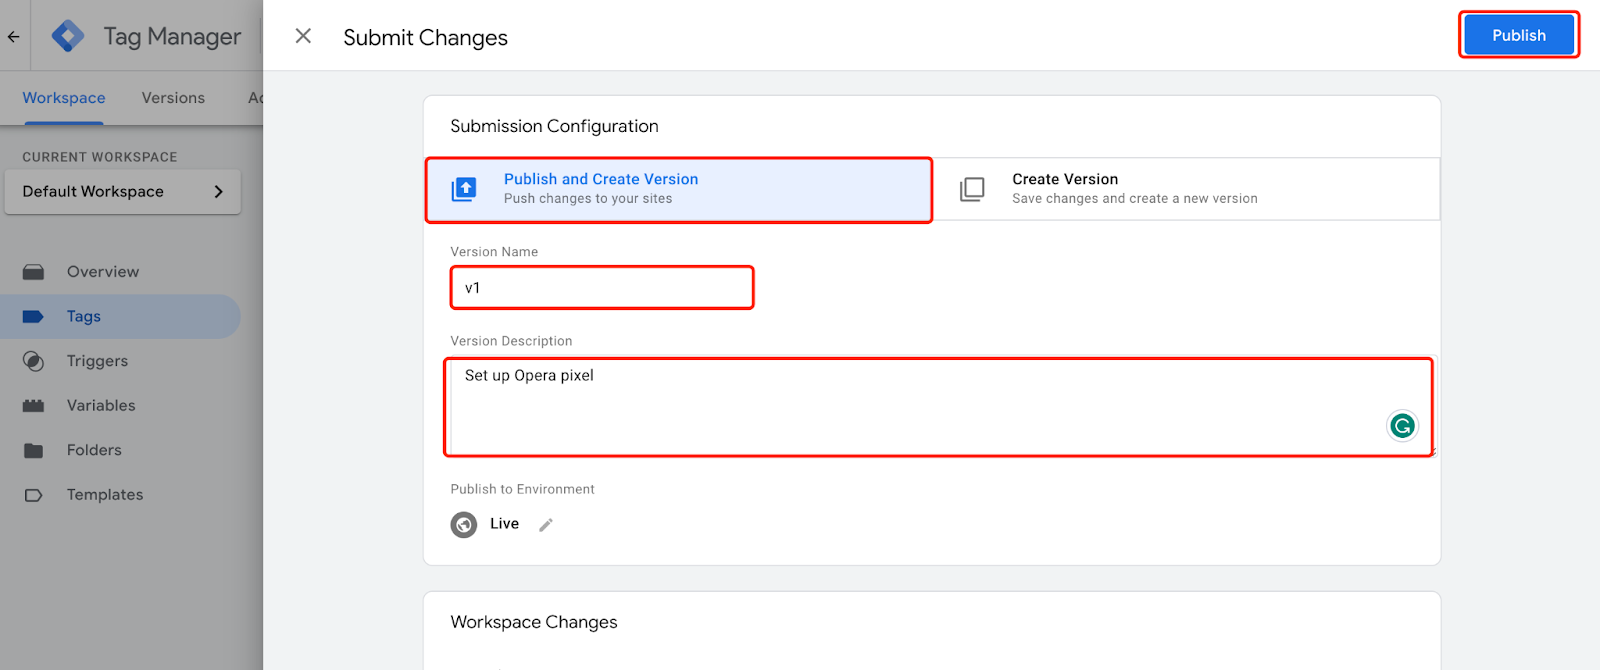 Tag Manager
Submit Changes
Publish
Workspace
Versions
CURRENT WORKSPACE
Default Workspace
Overview
Tags
Triggers
Variables
Folders
Templates
Submission Configuration
Publish and Create Version
Push changes to your sites
Create Version
Save changes and create a new version
Version Name
v1
Version Description
Set up Opera pixel
Publish to Environment
Live
Workspace Changes